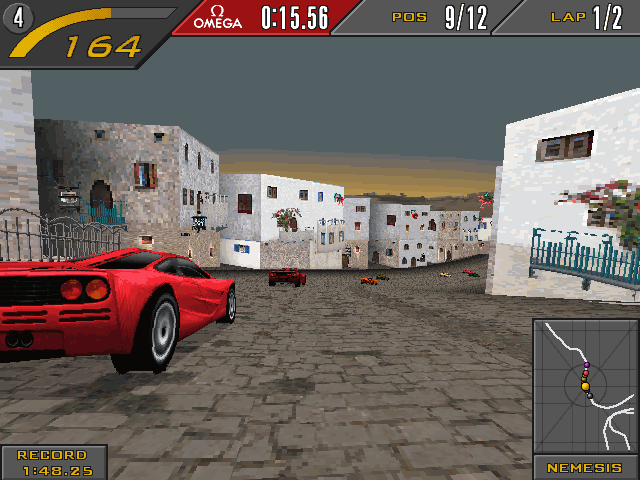 4
164
Ω
OMEGA
0:15.56
POS 9/12
LAP 1/2
RECORD
1:48.25
NEMESIS